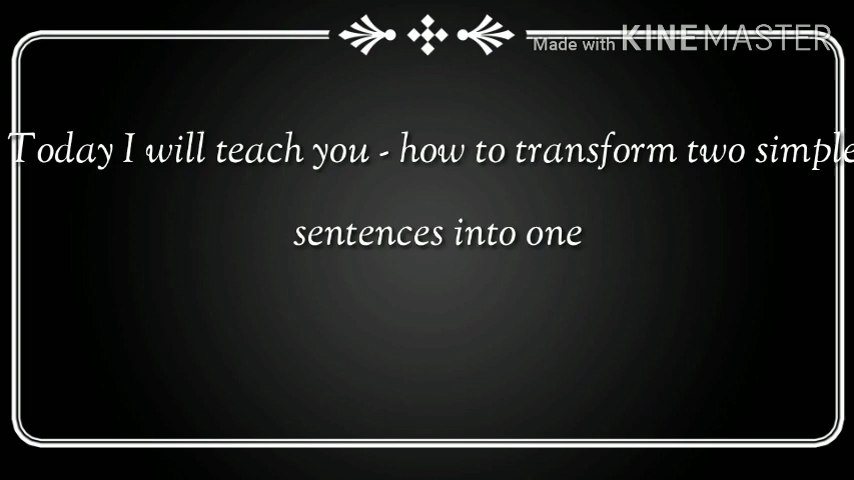 Made with KINEMASTER
Today I will teach you - how to transform two simple
sentences into one